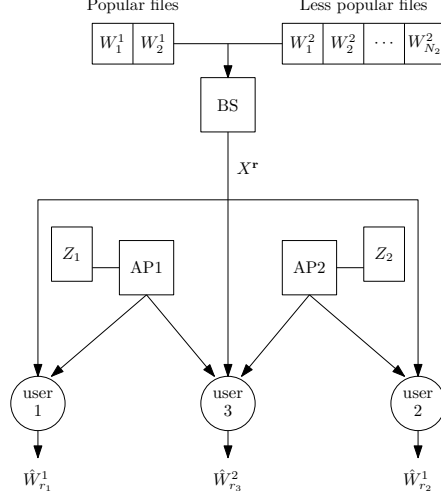 Popular files Less popular files
W_1^1 W_2^1 W_1^2 W_2^2 ⋯ W_{N_2}^2
BS
X^r
Z_1 AP1 AP2 Z_2
user user user
1 3 2
Ŵ_{r_1}^1 Ŵ_{r_3}^2 Ŵ_{r_2}^1